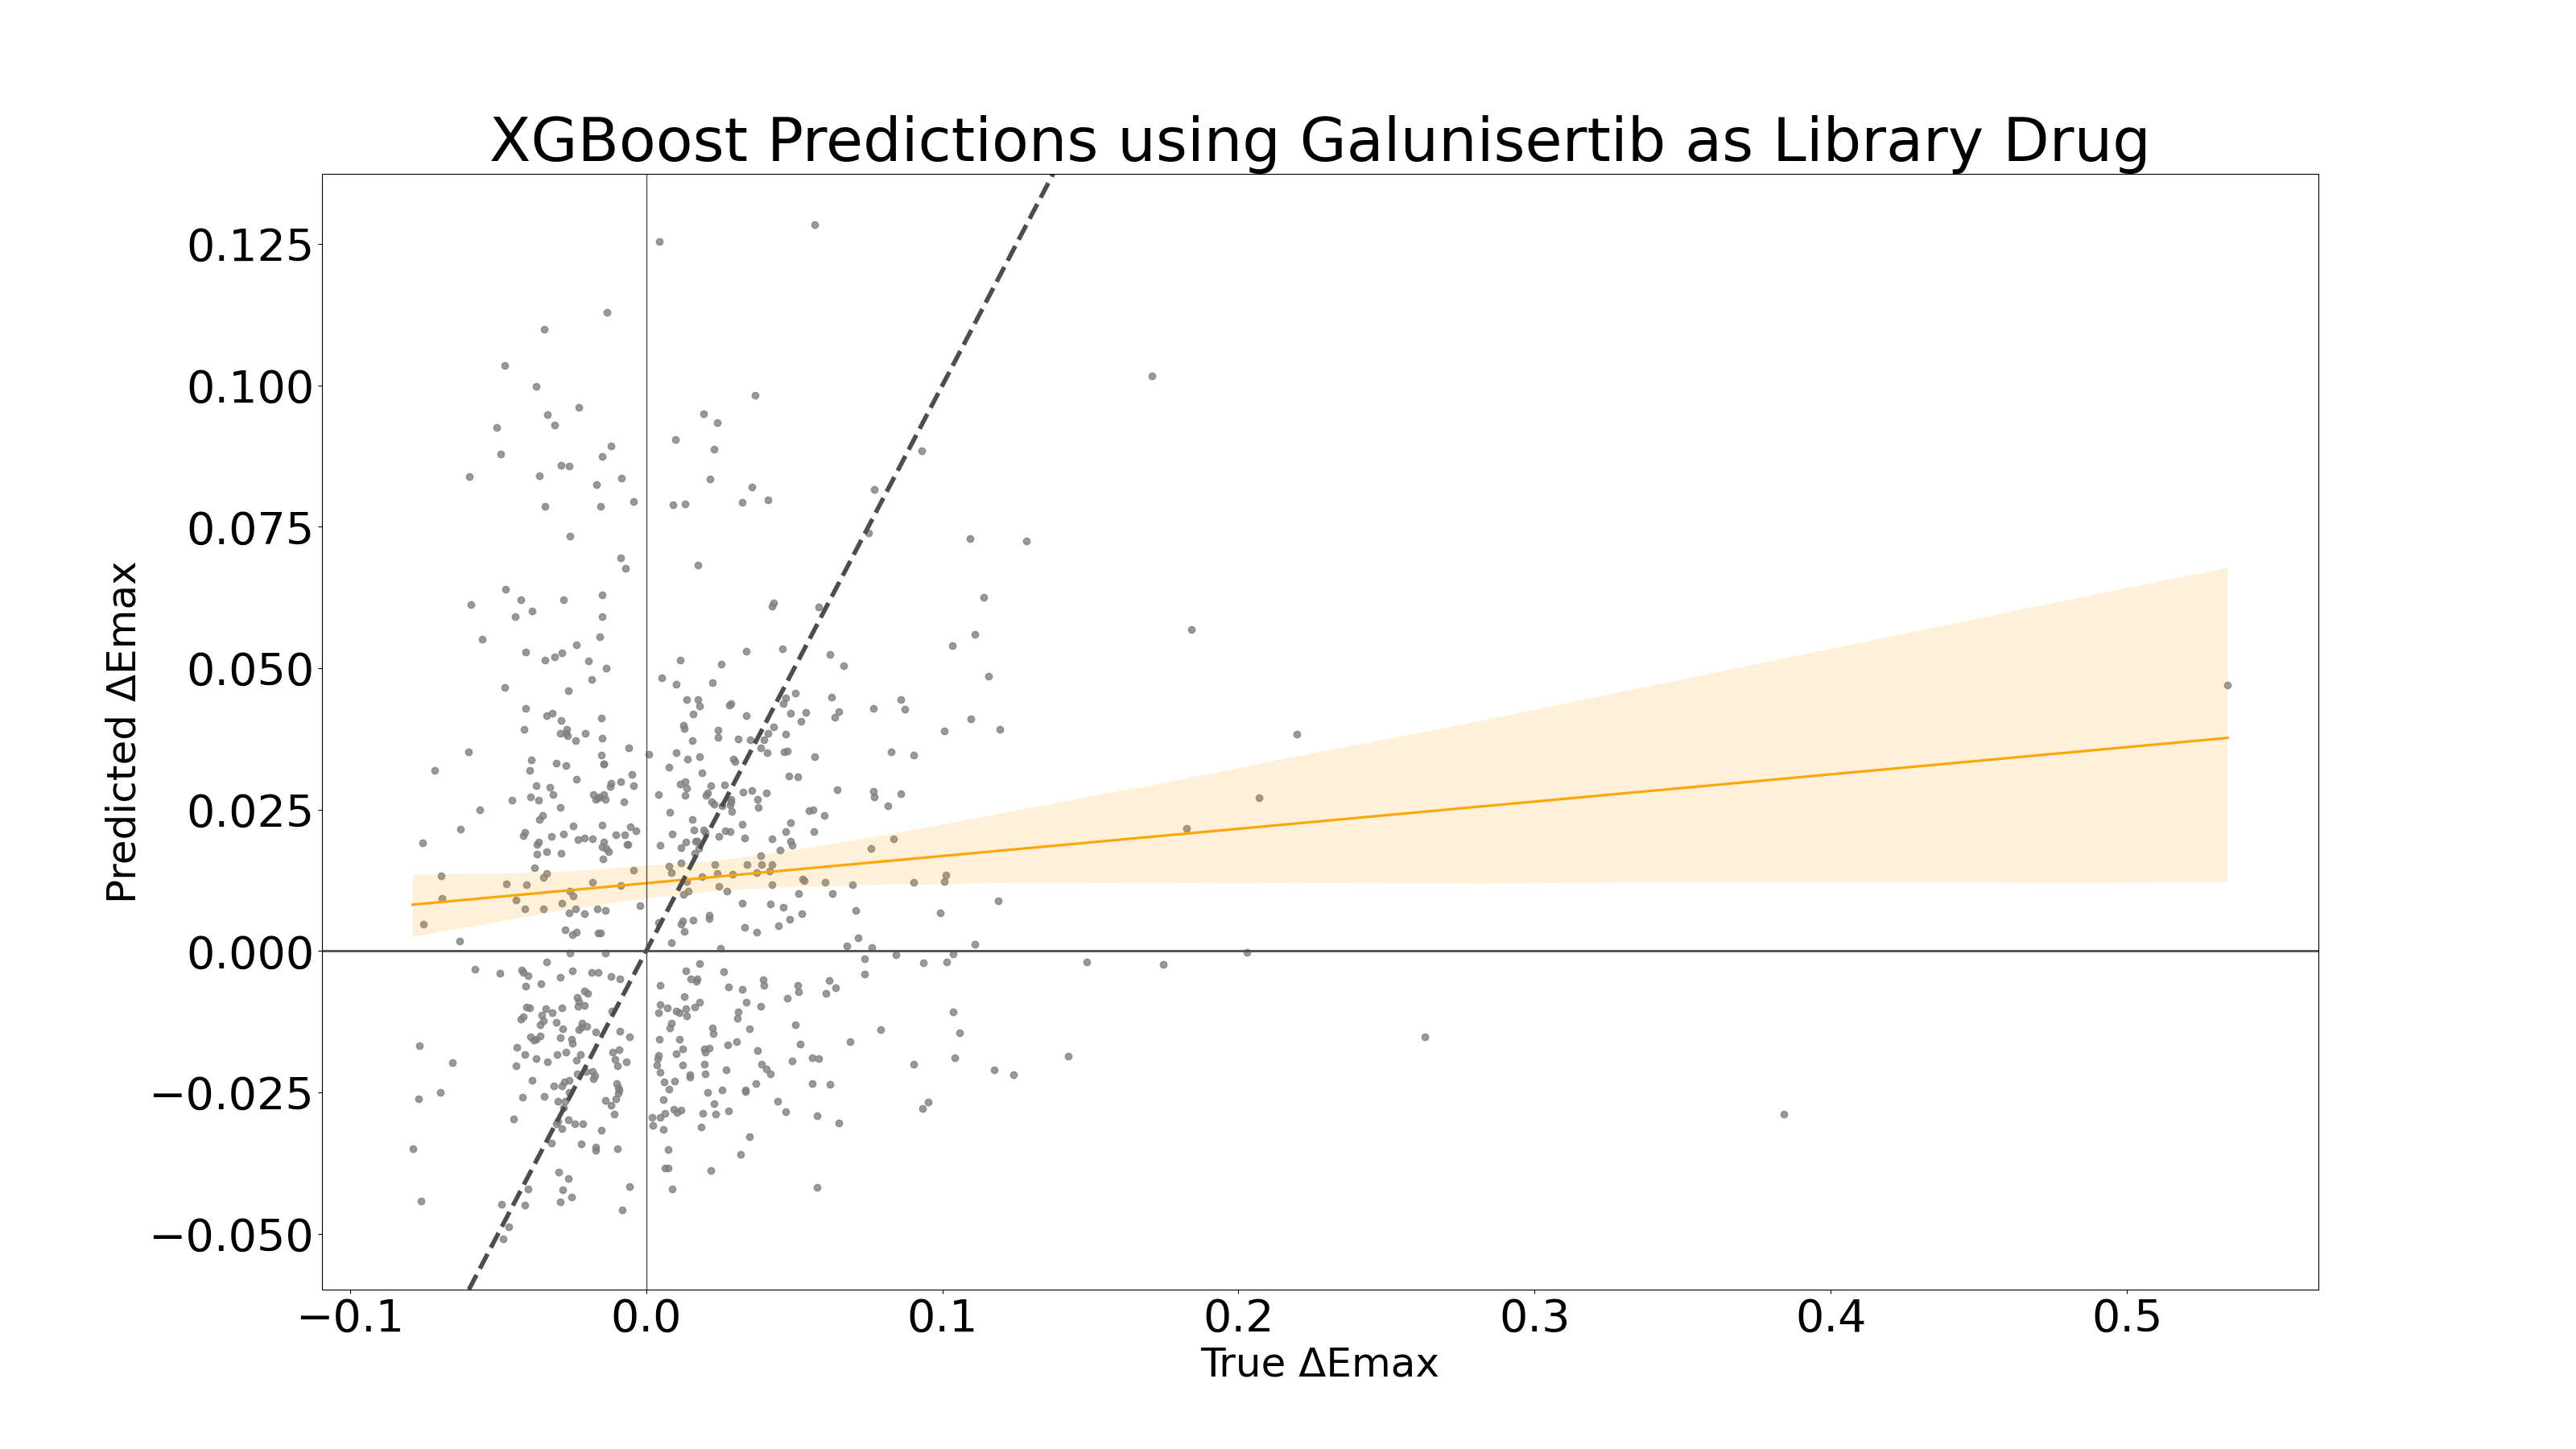 XGBoost Predictions using Galunisertib as Library Drug
0.125
0.100
0.075
0.050
0.025
0.000
−0.025
−0.050
Predicted ΔEmax
−0.1 0.0 0.1 0.2 0.3 0.4 0.5
True ΔEmax